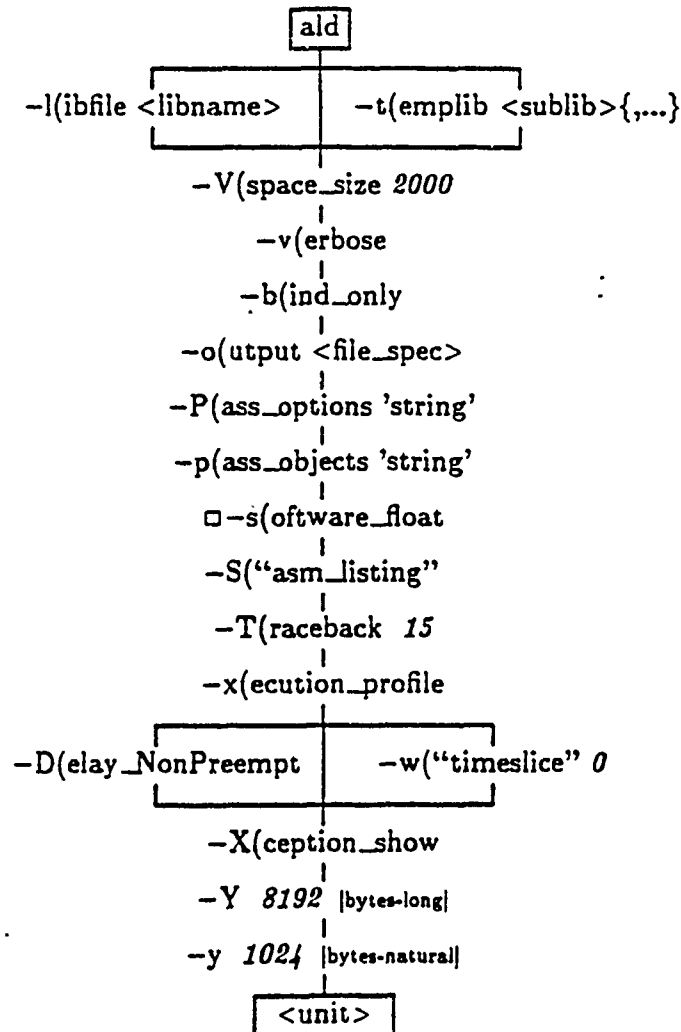 ald
–l(ibfile <libname> –t(emplib <sublib>{,...}
–V(space_size 2000
–v(erbose
–b(ind_only
–o(utput <file_spec>
–P(ass_options 'string'
–p(ass_objects 'string'
□–s(oftware_float
–S(“asm_listing”
–T(raceback 15
–x(ecution_profile
–D(elay_NonPreempt –w(“timeslice” 0
–X(ception_show
–Y 8192 |bytes-long|
–y 1024 |bytes-natural|
<unit>